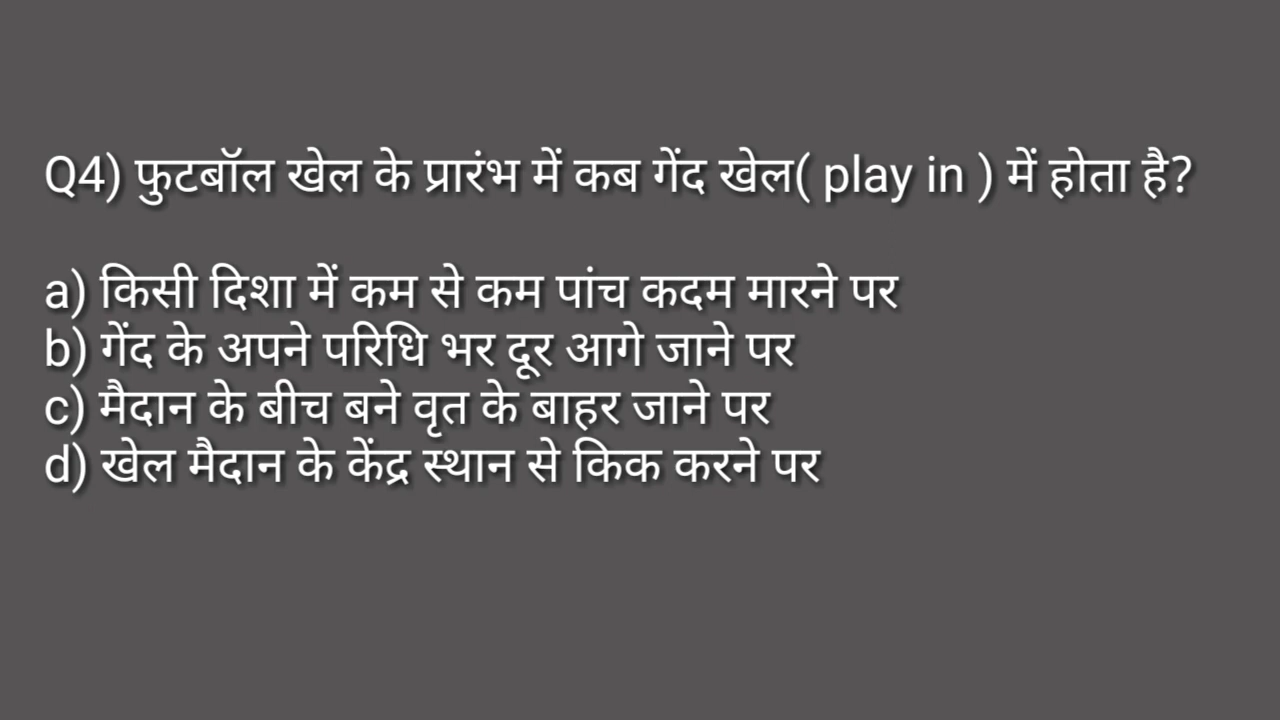 Q4) फुटबॉल खेल के प्रारंभ में कब गेंद खेल( play in ) में होता है?
a) किसी दिशा में कम से कम पांच कदम मारने पर
b) गेंद के अपने परिधि भर दूर आगे जाने पर
c) मैदान के बीच बने वृत के बाहर जाने पर
d) खेल मैदान के केंद्र स्थान से किक करने पर